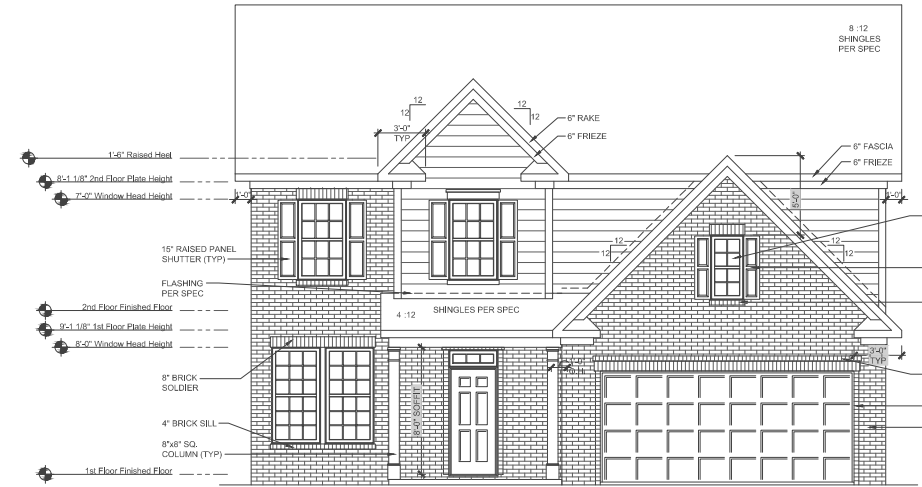 8 :12
SHINGLES
PER SPEC
12
12
12
12
3'-0"
TYP
6" RAKE
6" FRIEZE
1'-6" Raised Heel
6" FASCIA
6" FRIEZE
8'-1 1/8" 2nd Floor Plate Height
7'-0" Window Head Height
1'-0"
5'-0"
1'-0"
15" RAISED PANEL
SHUTTER (TYP)
12
12
12
12
FLASHING
PER SPEC
2nd Floor Finished Floor
4 :12
SHINGLES PER SPEC
9'-1 1/8" 1st Floor Plate Height
8'-0" Window Head Height
3'-0"
TYP
8" BRICK
SOLDIER
8'-0" SOFFIT
4" BRICK SILL
8"x8" SQ.
COLUMN (TYP)
1st Floor Finished Floor